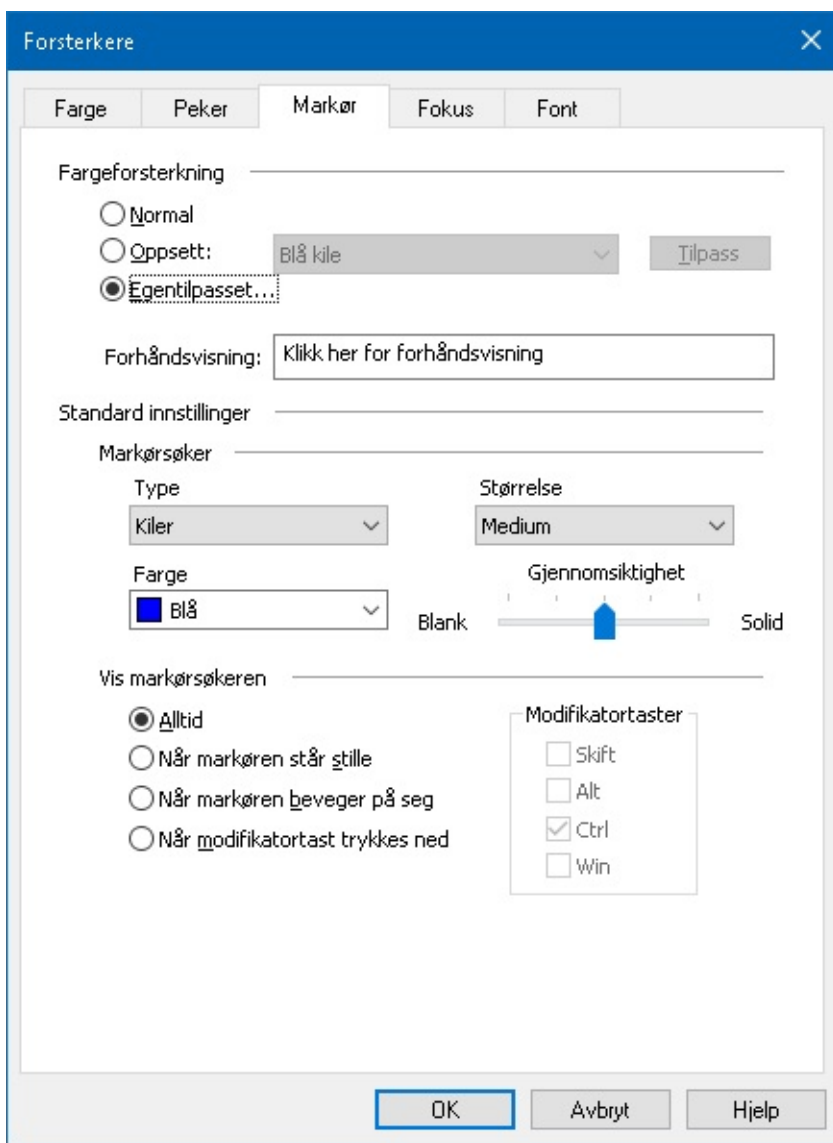 Forsterkere
Farge Peker Markør Fokus Font
Fargeforsterkning
Normal
Oppsett: Blå kile Tilpass
Egentilpasset...
Forhåndsvisning: Klikk her for forhåndsvisning
Standard innstillinger
Markørsøker
Type Størrelse
Kiler Medium
Farge Gjennomsiktighet
Blå Blank Solid
Vis markørsøkeren
Alltid
Når markøren står stille
Når markøren beveger på seg
Når modifikatortast trykkes ned
Modifikatortaster
Skift
Alt
Ctrl
Win
OK Avbryt Hjelp